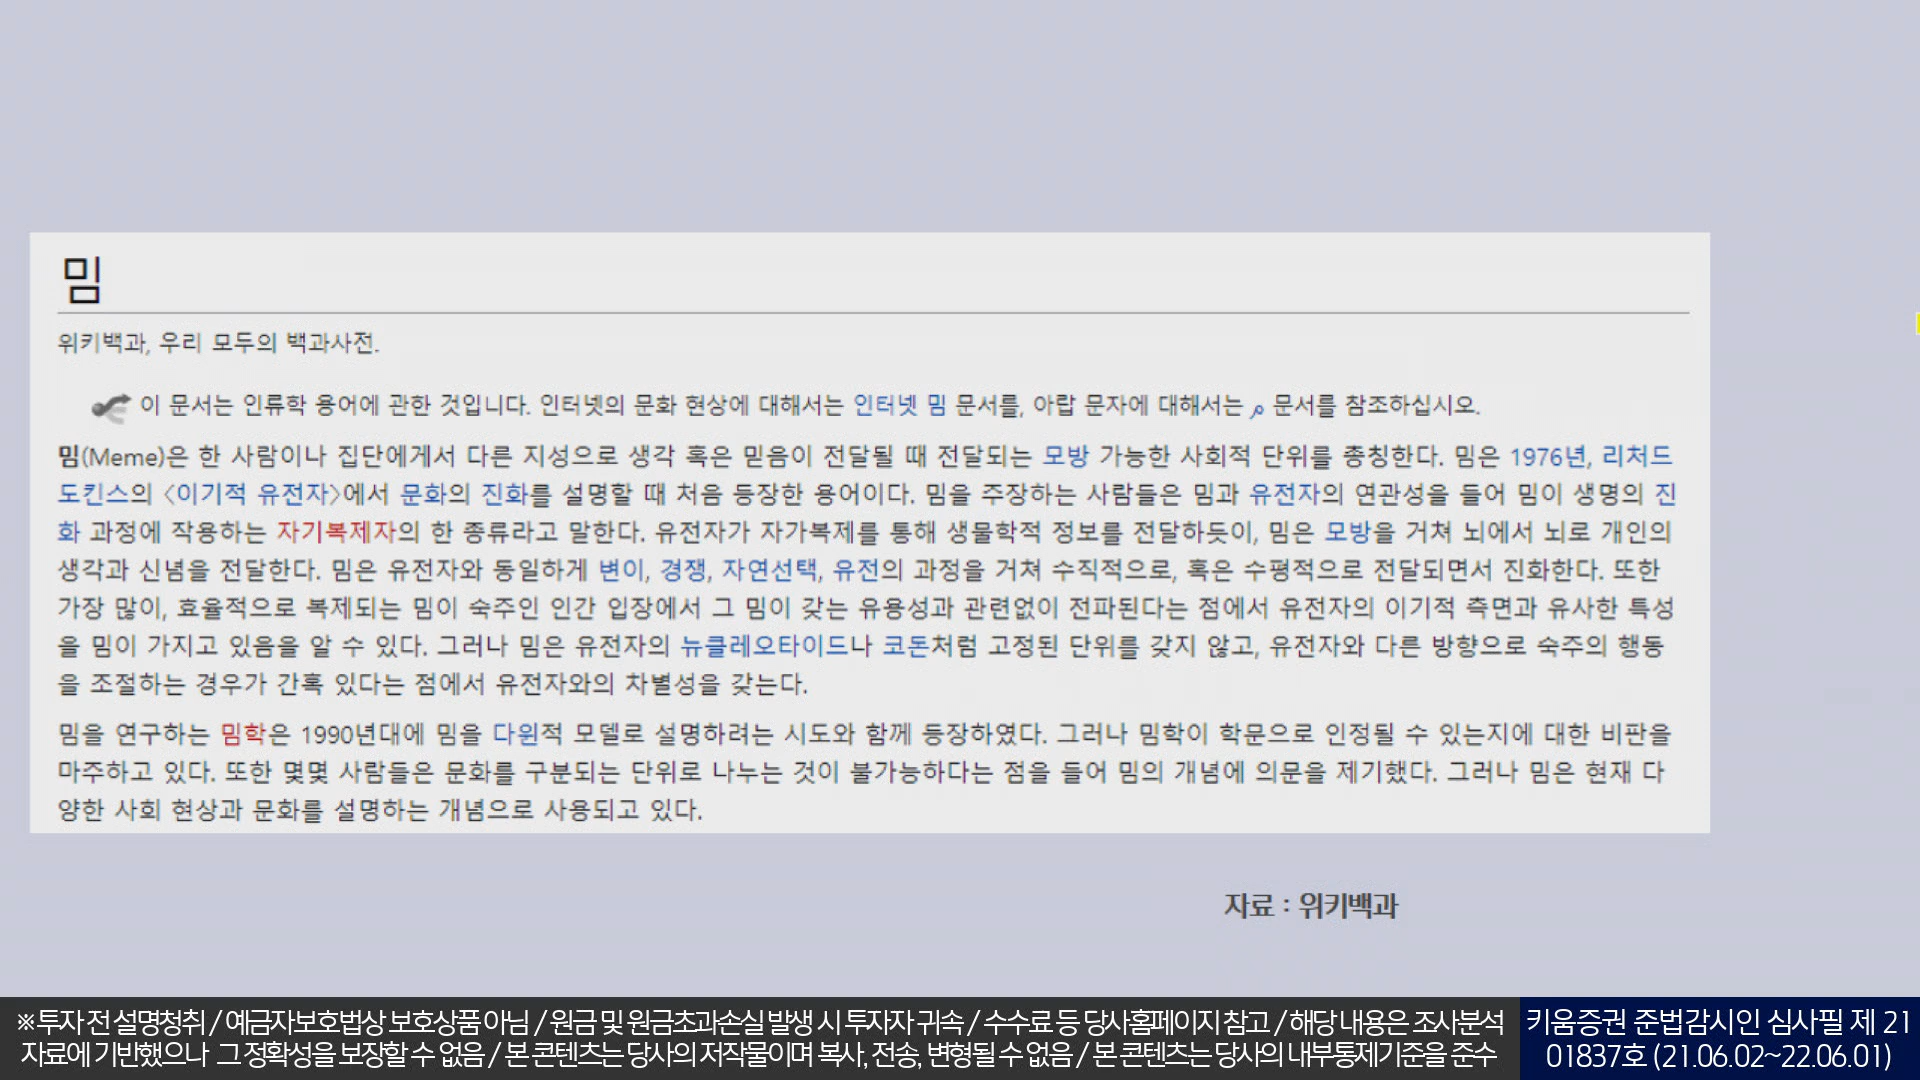 밈
위키백과, 우리 모두의 백과사전.
이 문서는 인류학 용어에 관한 것입니다. 인터넷의 문화 현상에 대해서는 인터넷 밈 문서를, 아랍 문자에 대해서는 م 문서를 참조하십시오.
밈(Meme)은 한 사람이나 집단에게서 다른 지성으로 생각 혹은 믿음이 전달될 때 전달되는 모방 가능한 사회적 단위를 총칭한다. 밈은 1976년, 리처드
도킨스의 〈이기적 유전자〉에서 문화의 진화를 설명할 때 처음 등장한 용어이다. 밈을 주장하는 사람들은 밈과 유전자의 연관성을 들어 밈이 생명의 진
화 과정에 작용하는 자기복제자의 한 종류라고 말한다. 유전자가 자가복제를 통해 생물학적 정보를 전달하듯이, 밈은 모방을 거쳐 뇌에서 뇌로 개인의
생각과 신념을 전달한다. 밈은 유전자와 동일하게 변이, 경쟁, 자연선택, 유전의 과정을 거쳐 수직적으로, 혹은 수평적으로 전달되면서 진화한다. 또한
가장 많이, 효율적으로 복제되는 밈이 숙주인 인간 입장에서 그 밈이 갖는 유용성과 관련없이 전파된다는 점에서 유전자의 이기적 측면과 유사한 특성
을 밈이 가지고 있음을 알 수 있다. 그러나 밈은 유전자의 뉴클레오타이드나 코돈처럼 고정된 단위를 갖지 않고, 유전자와 다른 방향으로 숙주의 행동
을 조절하는 경우가 간혹 있다는 점에서 유전자와의 차별성을 갖는다.
밈을 연구하는 밈학은 1990년대에 밈을 다윈적 모델로 설명하려는 시도와 함께 등장하였다. 그러나 밈학이 학문으로 인정될 수 있는지에 대한 비판을
마주하고 있다. 또한 몇몇 사람들은 문화를 구분되는 단위로 나누는 것이 불가능하다는 점을 들어 밈의 개념에 의문을 제기했다. 그러나 밈은 현재 다
양한 사회 현상과 문화를 설명하는 개념으로 사용되고 있다.
자료 : 위키백과
※투자 전 설명청취 / 예금자보호법상 보호상품 아님 / 원금 및 원금초과손실 발생 시 투자자 귀속 / 수수료 등 당사홈페이지 참고 / 해당 내용은 조사분석
자료에 기반했으나 그 정확성을 보장할 수 없음 / 본 콘텐츠는 당사의 저작물이며 복사, 전송, 변형될 수 없음 / 본 콘텐츠는 당사의 내부통제기준을 준수
키움증권 준법감시인 심사필 제 21
01837호 (21.06.02~22.06.01)